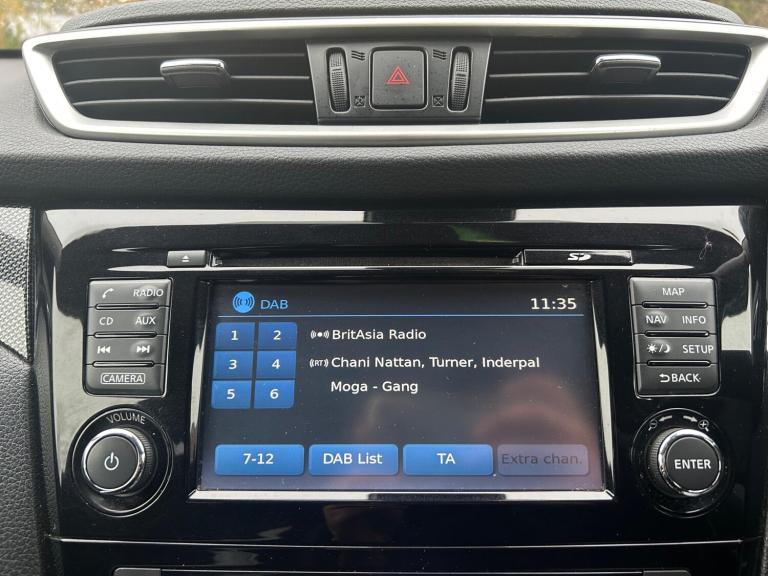 SD
DAB 11:35
RADIO
CD AUX
CAMERA
VOLUME
1 2
3 4
5 6
(RT)
BritAsia Radio
Chani Nattan, Turner, Inderpal
Moga - Gang
7-12 DAB List TA Extra chan.
MAP
NAV INFO
SETUP
BACK
ENTER